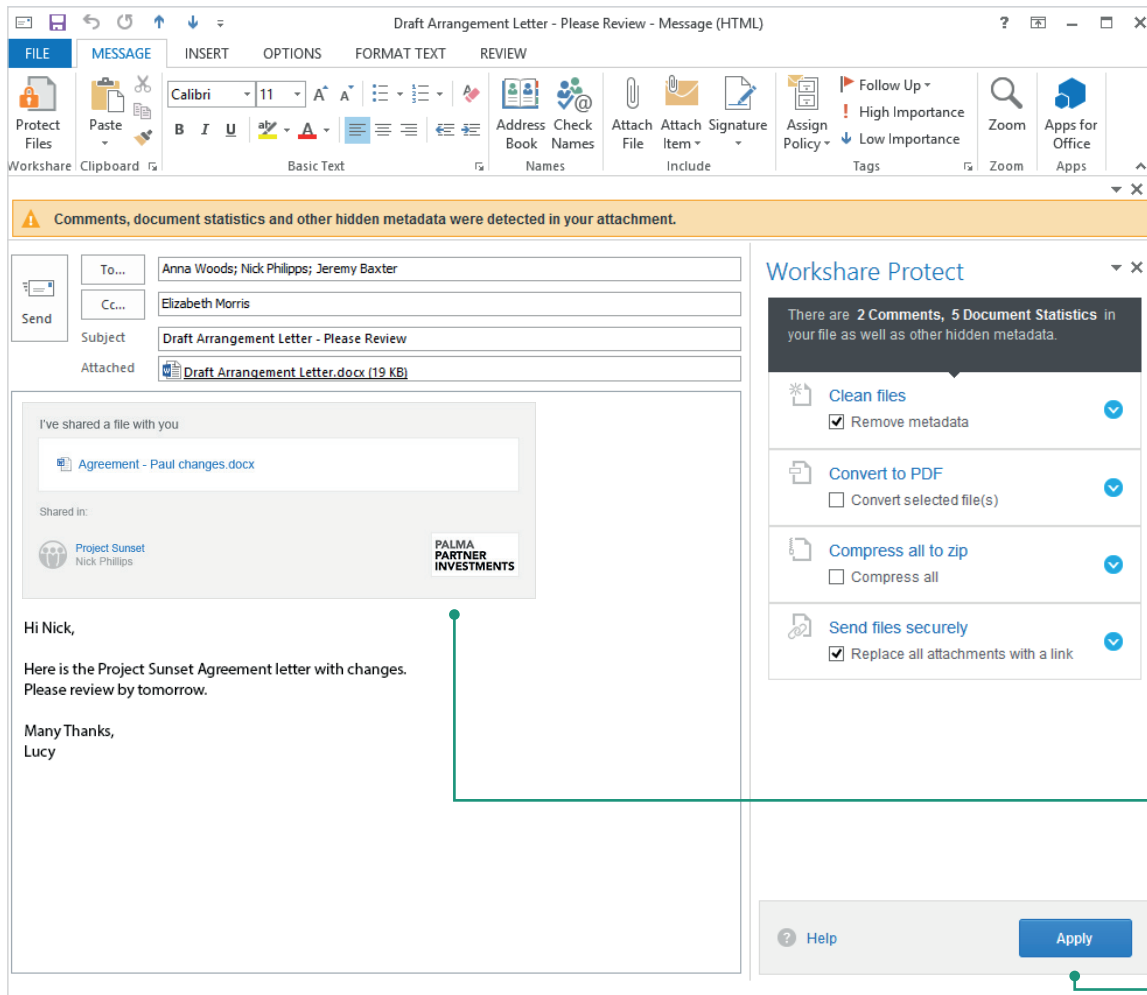 Draft Arrangement Letter - Please Review - Message (HTML)
?
FILE MESSAGE INSERT OPTIONS FORMAT TEXT REVIEW
Protect Files
Workshare
Paste
Clipboard
Calibri 11 A A
B I U aby A
Basic Text
Address Book
Check Names
Names
Attach File
Attach Item
Signature
Include
Assign Policy
Follow Up
! High Importance
Low Importance
Tags
Zoom
Zoom
Apps for Office
Apps
Comments, document statistics and other hidden metadata were detected in your attachment.
Send
To... Anna Woods; Nick Philipps; Jeremy Baxter
Cc... Elizabeth Morris
Subject Draft Arrangement Letter - Please Review
Attached Draft Arrangement Letter.docx (19 KB)
I've shared a file with you
Agreement - Paul changes.docx
Shared in:
Project Sunset
Nick Phillips
PALMA
PARTNER
INVESTMENTS
Hi Nick,
Here is the Project Sunset Agreement letter with changes.
Please review by tomorrow.
Many Thanks,
Lucy
Workshare Protect
There are 2 Comments, 5 Document Statistics in
your file as well as other hidden metadata.
Clean files
Remove metadata
Convert to PDF
Convert selected file(s)
Compress all to zip
Compress all
Send files securely
Replace all attachments with a link
? Help
Apply